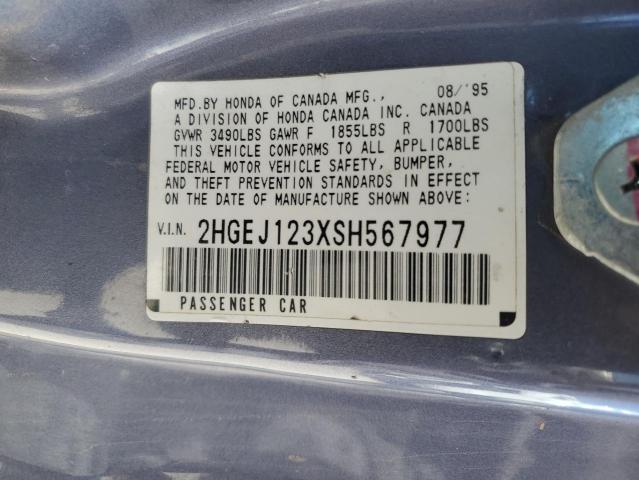 MFD. BY HONDA OF CANADA MFG., 08/'95
A DIVISION OF HONDA CANADA INC. CANADA
GVWR 3490LBS GAWR F 1855LBS R 1700LBS
THIS VEHICLE CONFORMS TO ALL APPLICABLE
FEDERAL MOTOR VEHICLE SAFETY, BUMPER,
AND THEFT PREVENTION STANDARDS IN EFFECT
ON THE DATE OF MANUFACTURE SHOWN ABOVE:
V.I.N. 2HGEJ123XSH567977
PASSENGER CAR